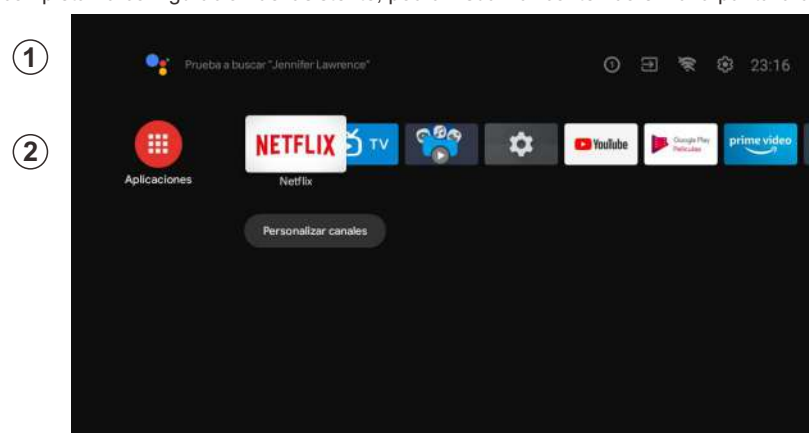 1
Prueba a buscar "Jennifer Lawrence"
1
23:16
2
NETFLIX
TV
YouTube
Google Play
Películas
prime video
Aplicaciones
Netflix
Personalizar canales